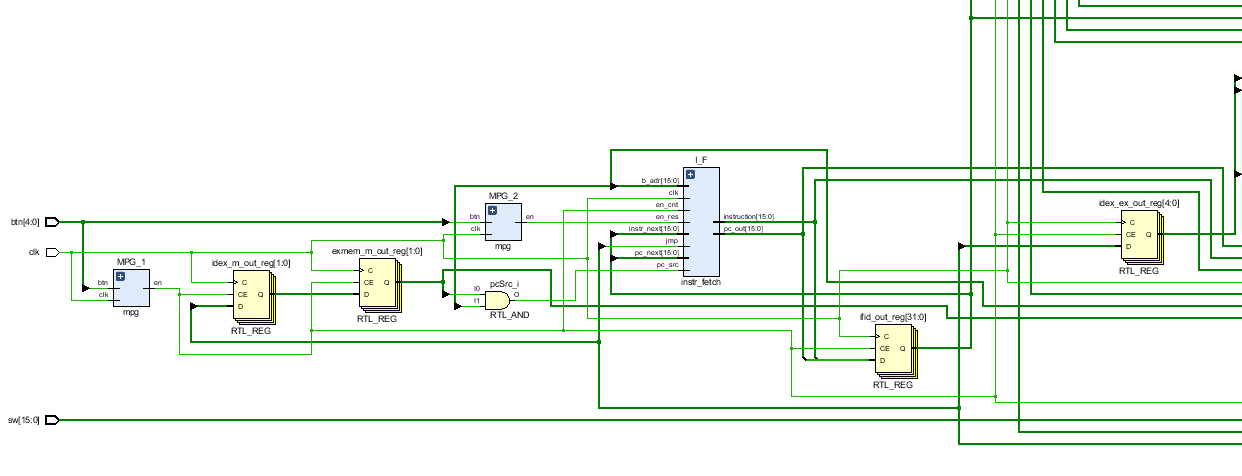 I_F
b_adr[15:0]
clk
en_cnt
en_res
instr_next[15:0]
jmp
pc_next[15:0]
pc_src
instruction[15:0]
pc_out[15:0]
instr_fetch
MPG_2
btn
clk
en
mpg
btn[4:0]
clk
MPG_1
btn
clk
en
mpg
idex_m_out_reg[1:0]
C
CE
D
Q
RTL_REG
exmem_m_out_reg[1:0]
C
CE
D
Q
RTL_REG
pcSrc_i
I0
I1
O
RTL_AND
ifid_out_reg[31:0]
C
CE
D
Q
RTL_REG
idex_ex_out_reg[4:0]
C
CE
D
Q
RTL_REG
sw[15:0]